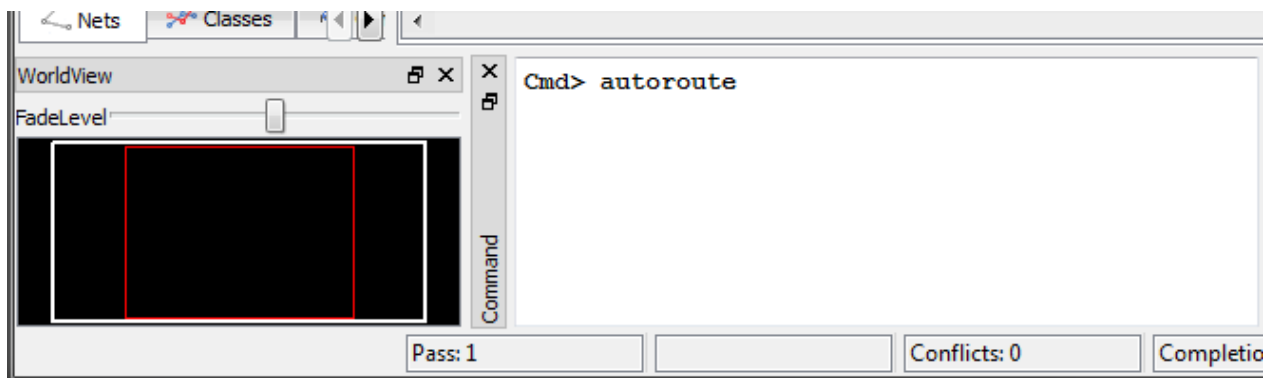 Nets
Classes
WorldView
FadeLevel
Cmd> autoroute
Command
Pass: 1
Conflicts: 0
Completio